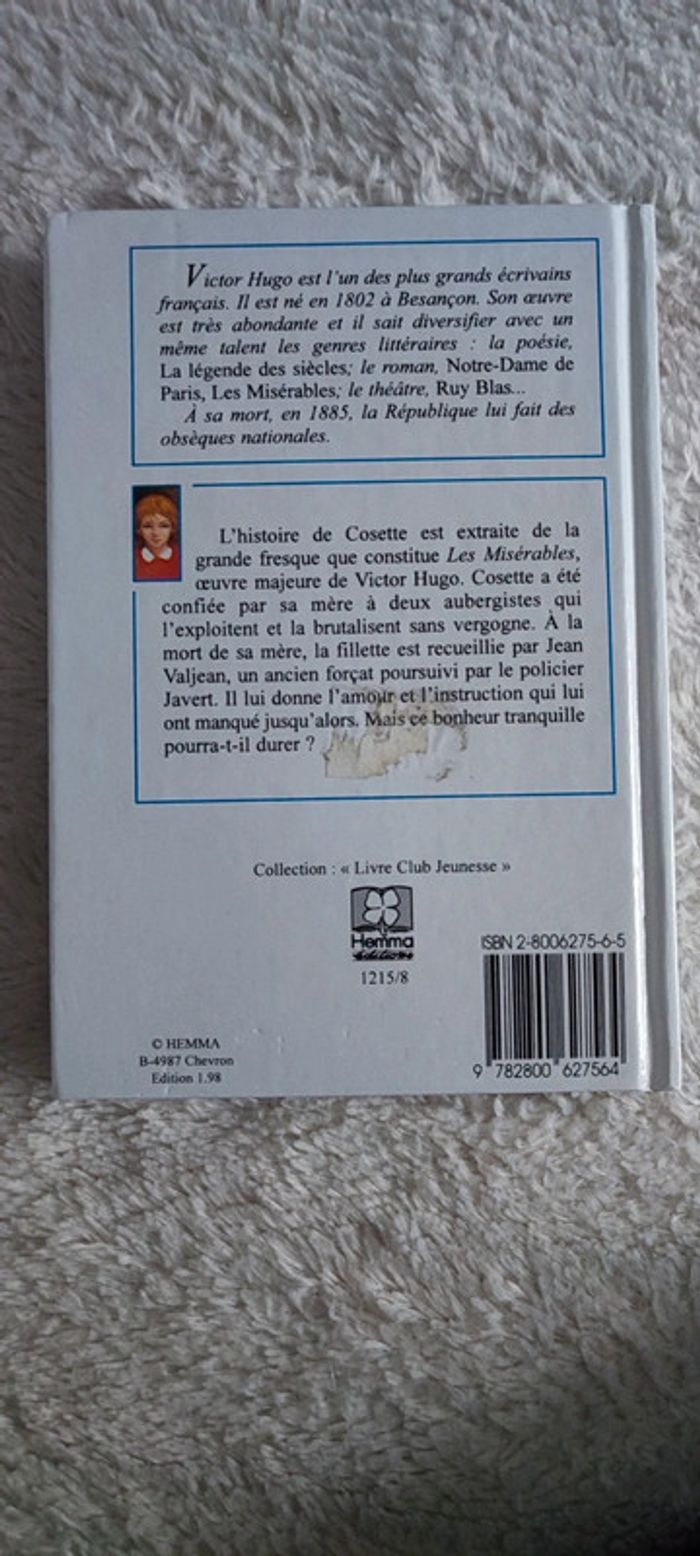 Victor Hugo est l'un des plus grands écrivains
français. Il est né en 1802 à Besançon. Son œuvre
est très abondante et il sait diversifier avec un
même talent les genres littéraires : la poésie,
La légende des siècles; le roman, Notre-Dame de
Paris, Les Misérables; le théâtre, Ruy Blas...
À sa mort, en 1885, la République lui fait des
obsèques nationales.
L'histoire de Cosette est extraite de la
grande fresque que constitue Les Misérables,
œuvre majeure de Victor Hugo. Cosette a été
confiée par sa mère à deux aubergistes qui
l'exploitent et la brutalisent sans vergogne. À la
mort de sa mère, la fillette est recueillie par Jean
Valjean, un ancien forçat poursuivi par le policier
Javert. Il lui donne l'amour et l'instruction qui lui
ont manqué jusqu'alors. Mais ce bonheur tranquille
pourra-t-il durer ?
Collection : « Livre Club Jeunesse »
Hemma
éditions
1215/8
ISBN 2-8006275-6-5
9 782800 627564
© HEMMA
B-4987 Chevron
Edition 1.98